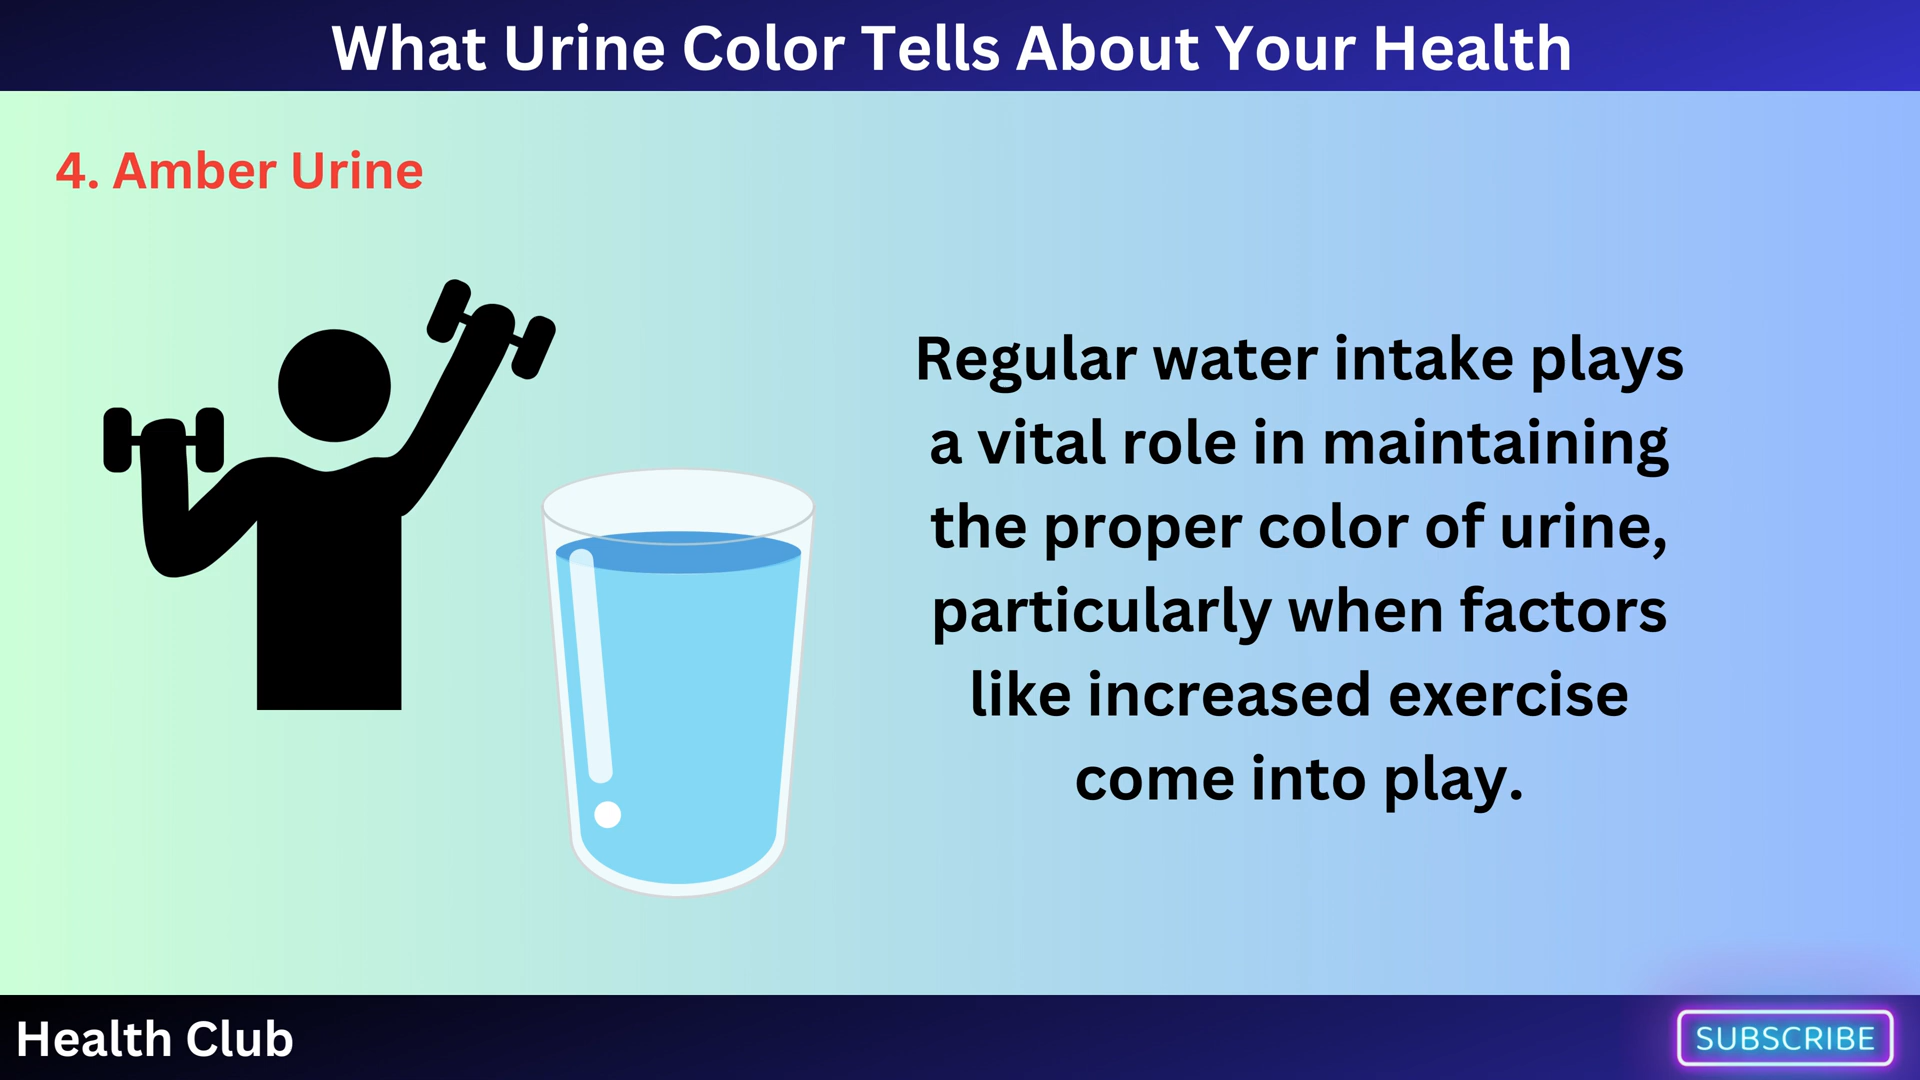 What Urine Color Tells About Your Health
4. Amber Urine
Regular water intake plays
a vital role in maintaining
the proper color of urine,
particularly when factors
like increased exercise
come into play.
Health Club
SUBSCRIBE